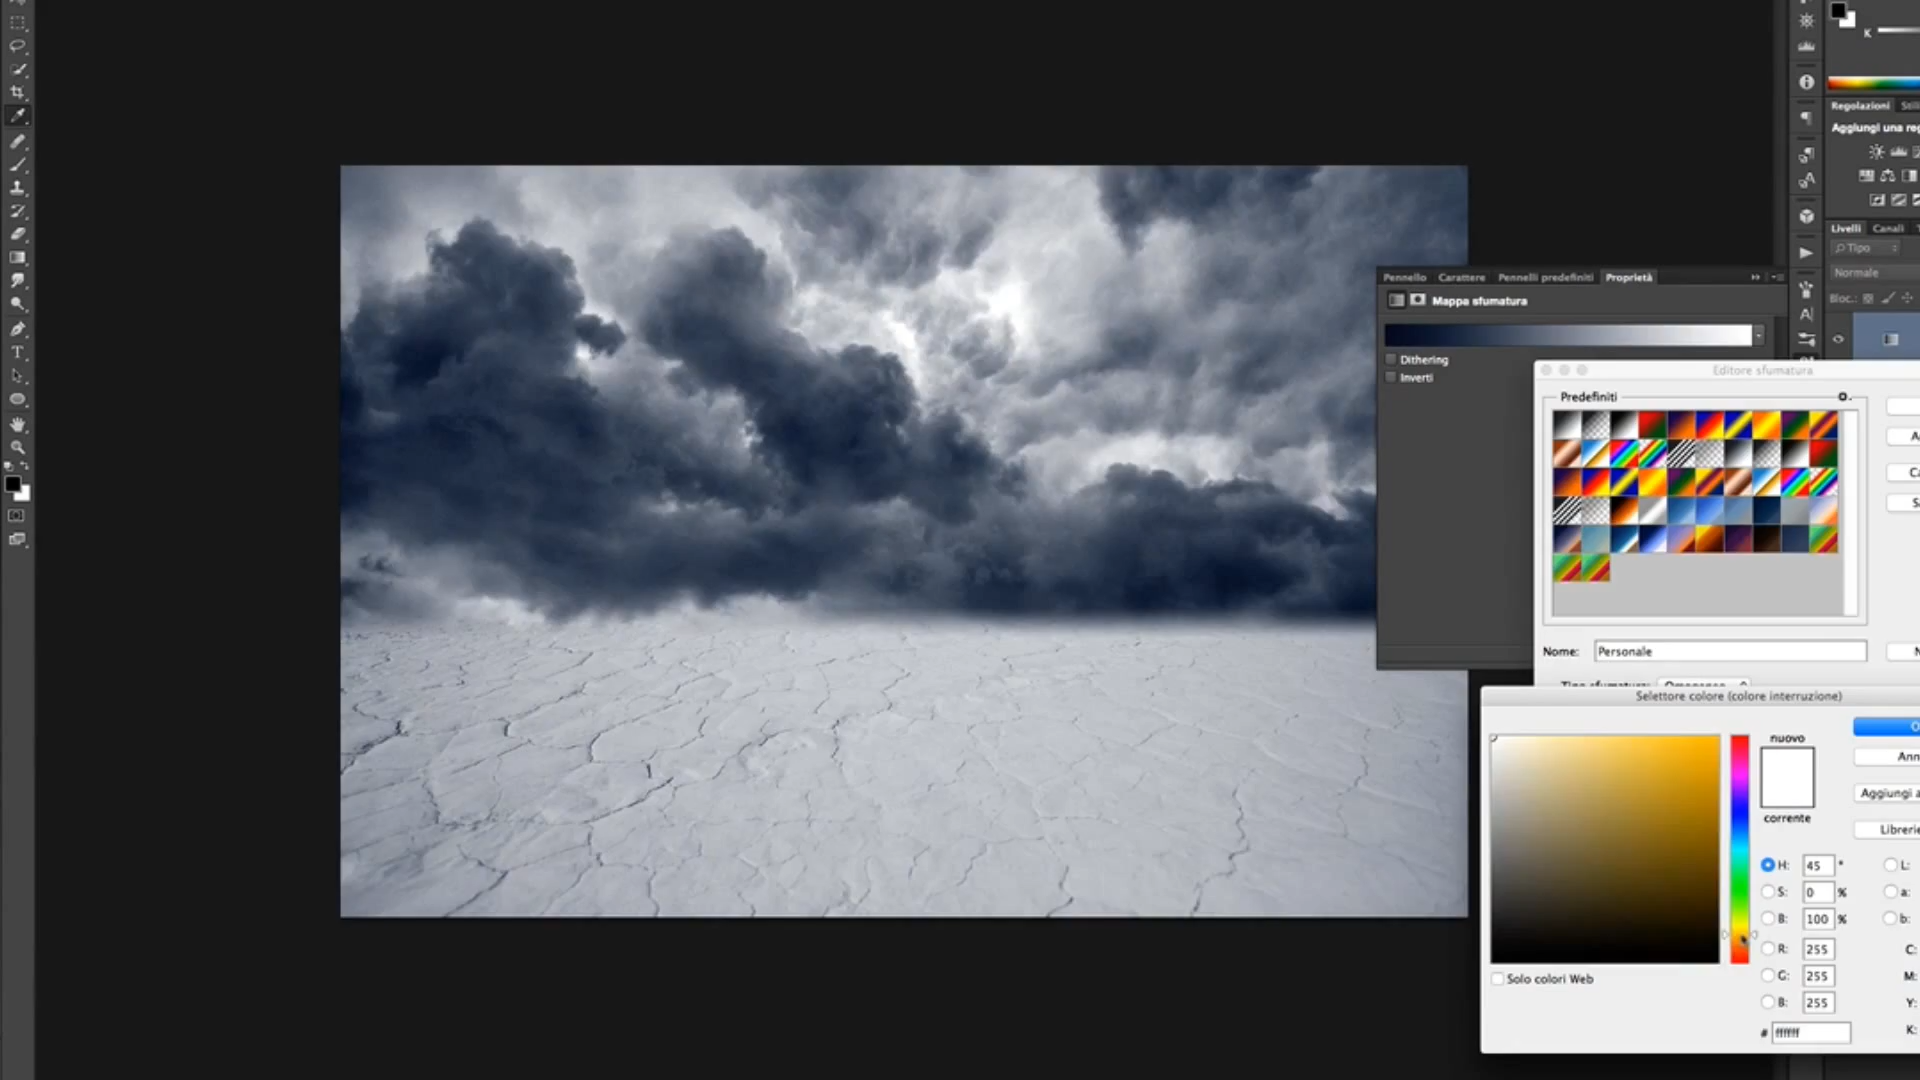 K
Regolazioni Stili
Aggiungi una reg
Livelli Canali T
Tipo
Normale
Bloc.:
Pennello Carattere Pennelli predefiniti Proprietà
Mappa sfumatura
Dithering
Inverti
Editore sfumatura
Predefiniti
Nome: Personale
Tipo sfumatura: Omogenea
Selettore colore (colore interruzione)
nuovo
corrente
Ann
Aggiungi a
Librerie
H: 45 ° L:
S: 0 % a:
B: 100 % b:
R: 255 C:
G: 255 M:
B: 255 Y:
# ffffff K:
Solo colori Web